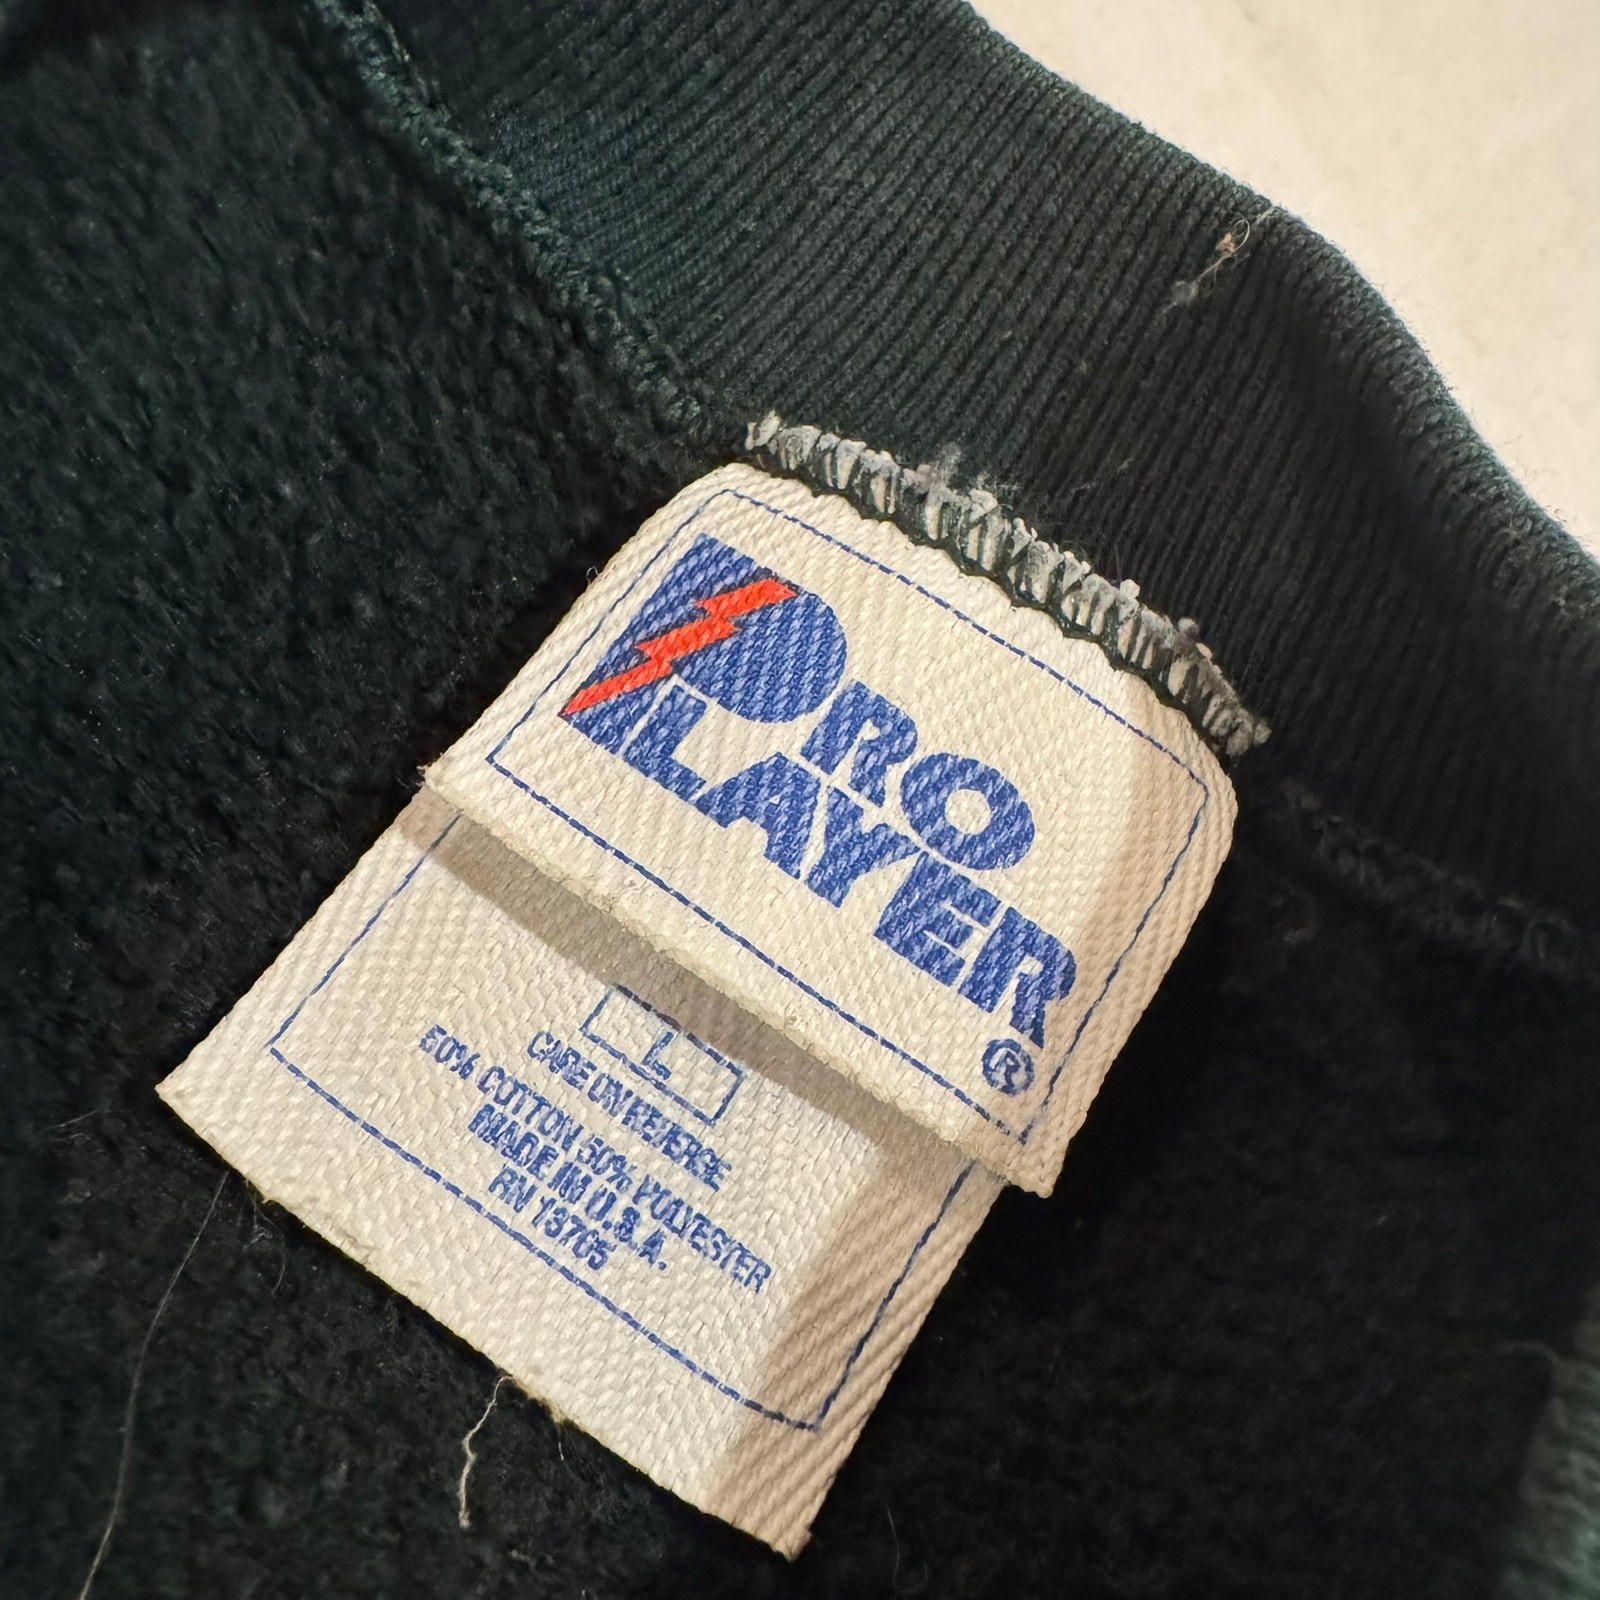 PRO
PLAYER®
L
CARE ON REVERSE
50% COTTON 50% POLYESTER
MADE IN U.S.A.
RN 13765